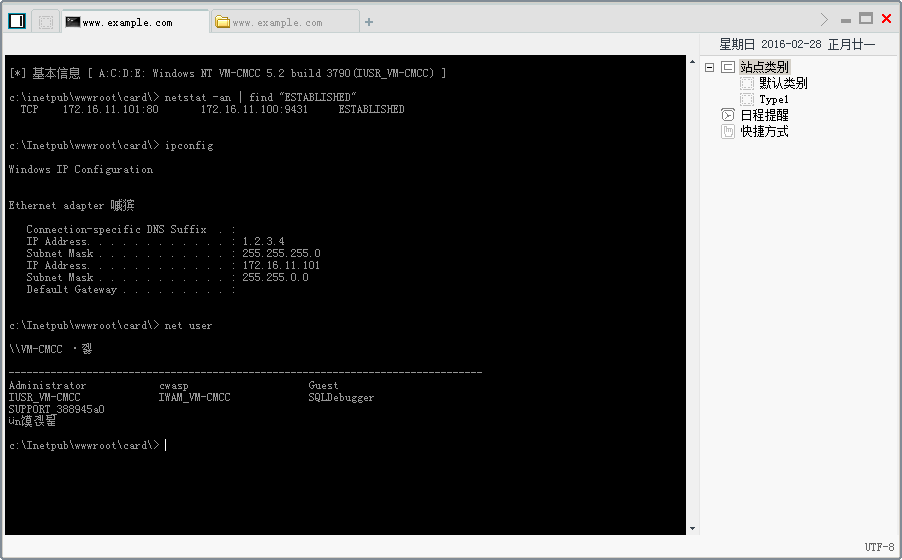 www.example.com
www.example.com
星期日 2016-02-28 正月廿一
[*] 基本信息 [ A:C:D:E: Windows NT VM-CMCC 5.2 build 3790(IUSR_VM-CMCC) ]
c:\inetpub\wwwroot\card\> netstat -an | find "ESTABLISHED"
TCP 172.16.11.101:80 172.16.11.100:9431 ESTABLISHED
c:\Inetpub\wwwroot\card\> ipconfig
Windows IP Configuration
Ethernet adapter
Connection-specific DNS Suffix . :
IP Address. . . . . . . . . . . . : 1.2.3.4
Subnet Mask . . . . . . . . . . . : 255.255.255.0
IP Address. . . . . . . . . . . . : 172.16.11.101
Subnet Mask . . . . . . . . . . . : 255.255.0.0
Default Gateway . . . . . . . . . :
c:\Inetpub\wwwroot\card\> net user
\\VM-CMCC ·
-------------------------------------------------------------------------------
Administrator cwasp Guest
IUSR_VM-CMCC IWAM_VM-CMCC SQLDebugger
SUPPORT_388945a0
c:\Inetpub\wwwroot\card\>
站点类别
默认类别
Type1
日程提醒
快捷方式
UTF-8